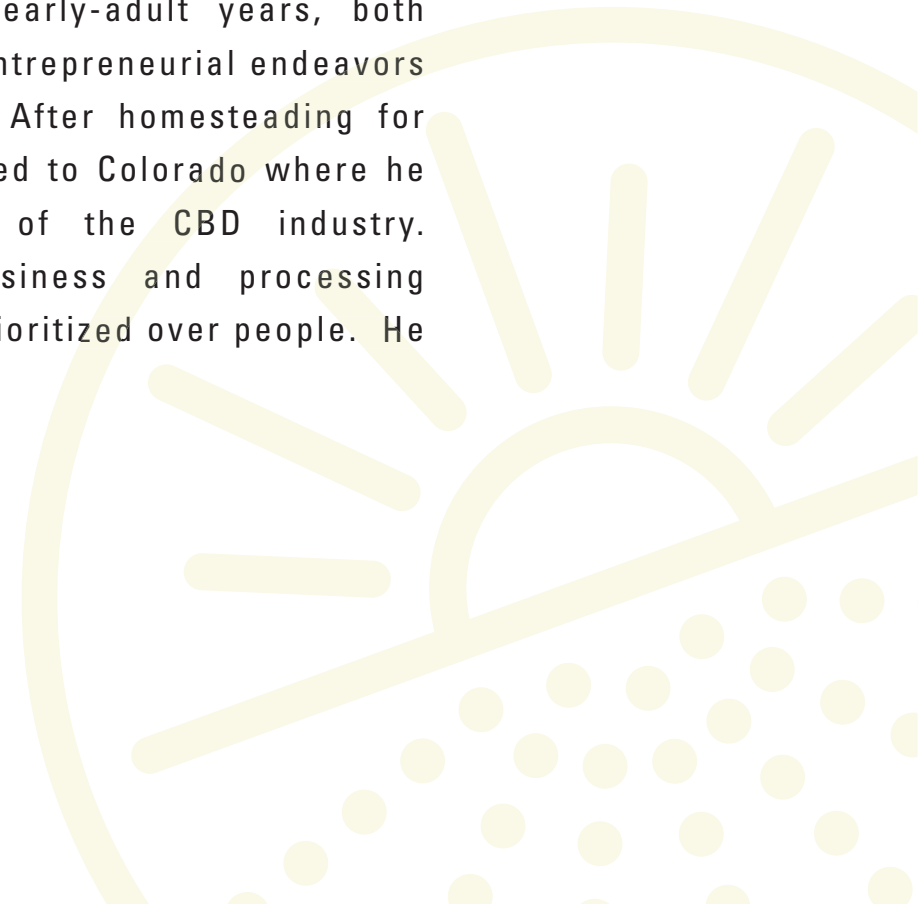 early-adult years, both
ntrepreneurial endeavors
After homesteading for
ed to Colorado where he
of the CBD industry.
siness and processing
ioritized over people. He